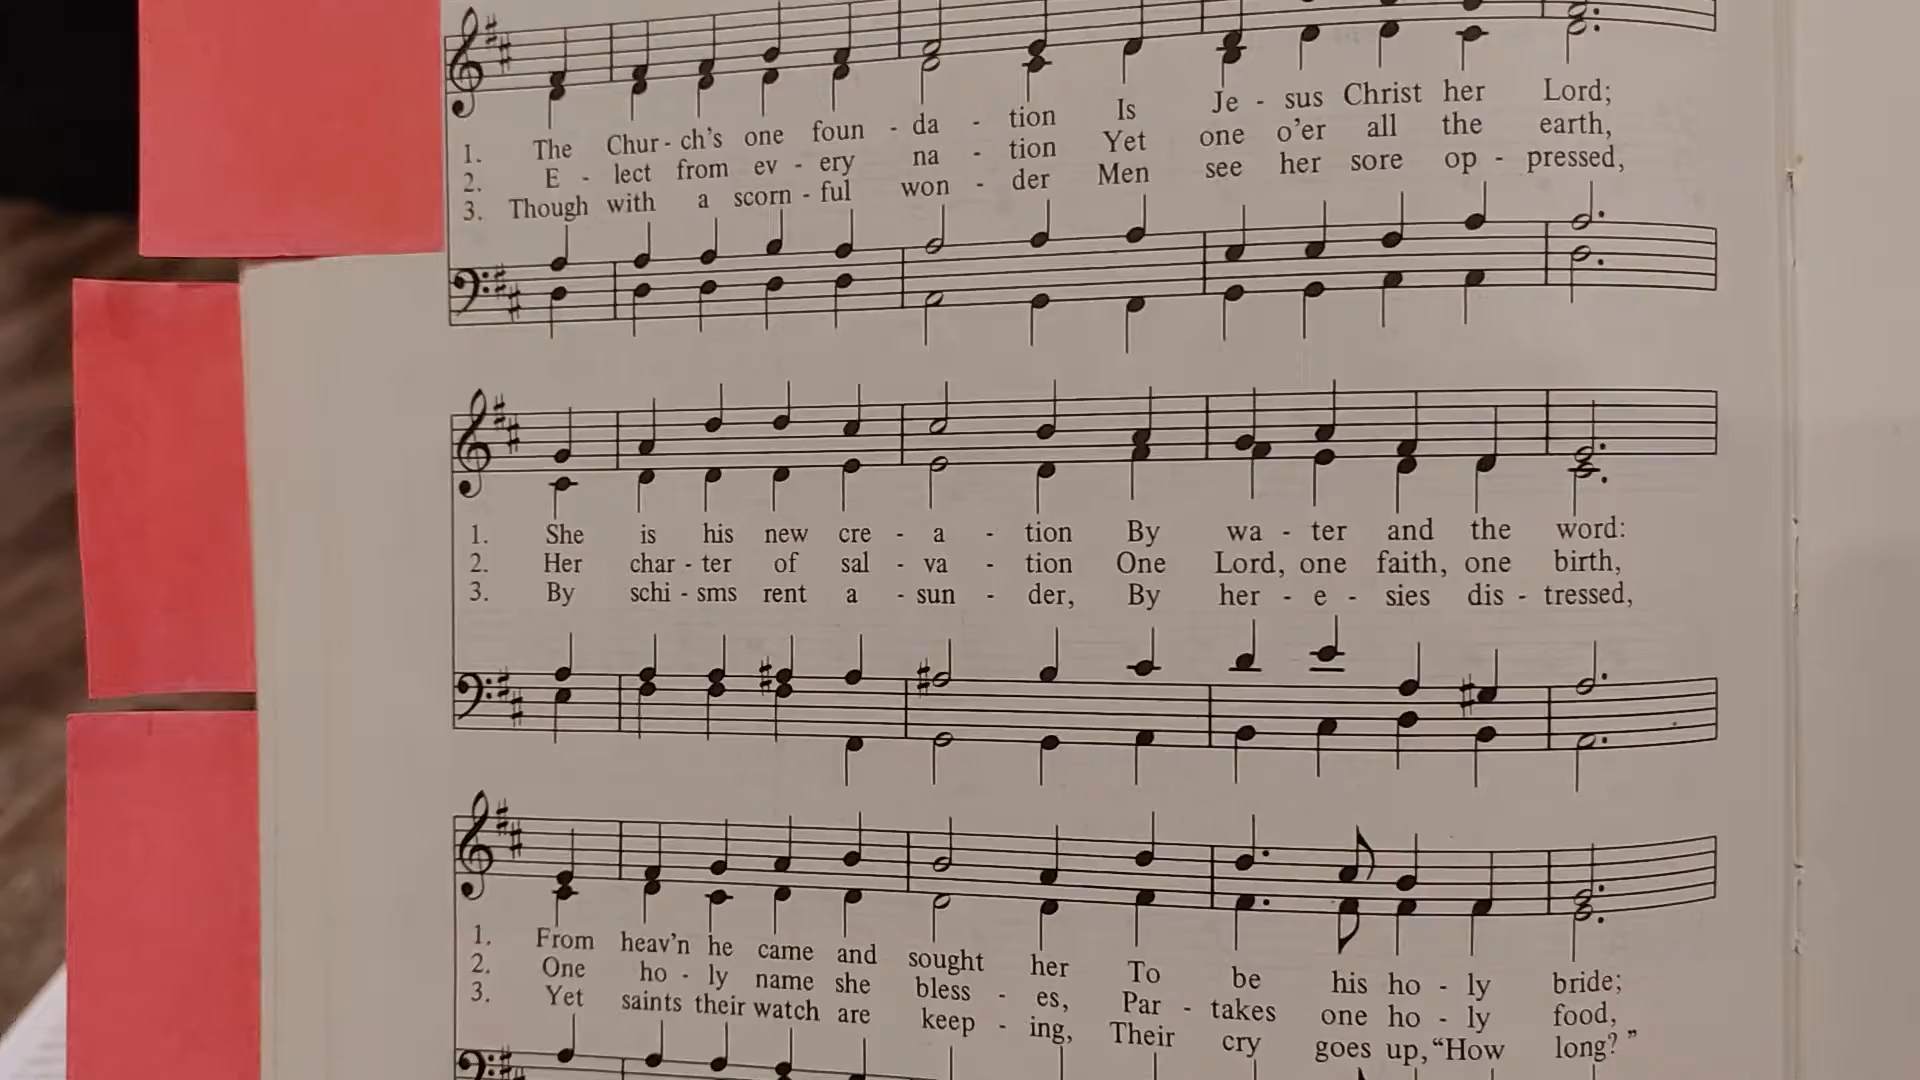 1. The Chur - ch's one foun - da - tion Is Je - sus Christ her Lord;
2. E - lect from ev - ery na - tion Yet one o'er all the earth,
3. Though with a scorn - ful won - der Men see her sore op - pressed,
1. She is his new cre - a - tion By wa - ter and the word:
2. Her char - ter of sal - va - tion One Lord, one faith, one birth,
3. By schi - sms rent a - sun - der, By her - e - sies dis - tressed,
1. From heav'n he came and sought her To be his ho - ly bride;
2. One ho - ly name she bless - es, Par - takes one ho - ly food,
3. Yet saints their watch are keep - ing, Their cry goes up, “How long?”